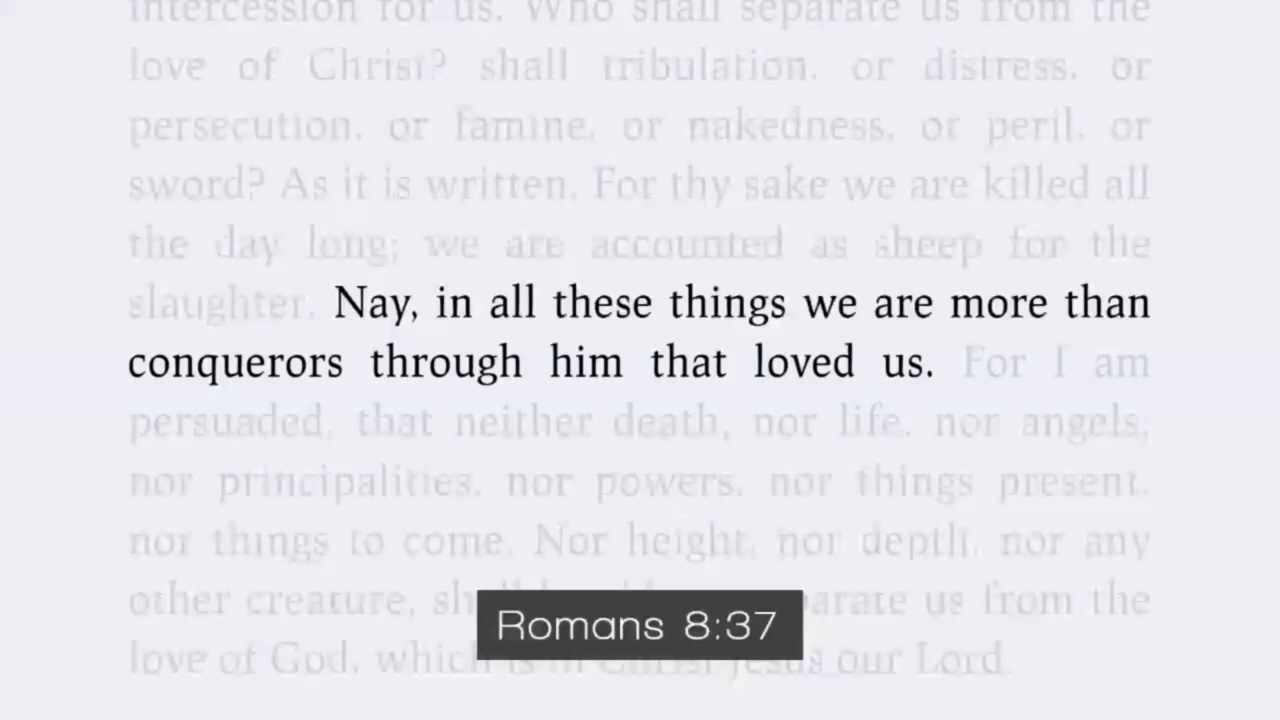 intercession for us. Who shall separate us from the
love of Christ? shall tribulation, or distress, or
persecution, or famine, or nakedness, or peril, or
sword? As it is written, For thy sake we are killed all
the day long; we are accounted as sheep for the
slaughter. Nay, in all these things we are more than
conquerors through him that loved us. For I am
persuaded, that neither death, nor life, nor angels,
nor principalities, nor powers, nor things present,
nor things to come, Nor height, nor depth, nor any
other creature, us from the
love of God, which is in Christ Jesus our Lord.
Romans 8:37